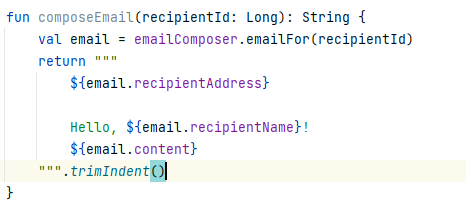 fun composeEmail(recipientId: Long): String {
    val email = emailComposer.emailFor(recipientId)
    return """
        ${email.recipientAddress}

        Hello, ${email.recipientName}!
        ${email.content}
    """.trimIndent()
}